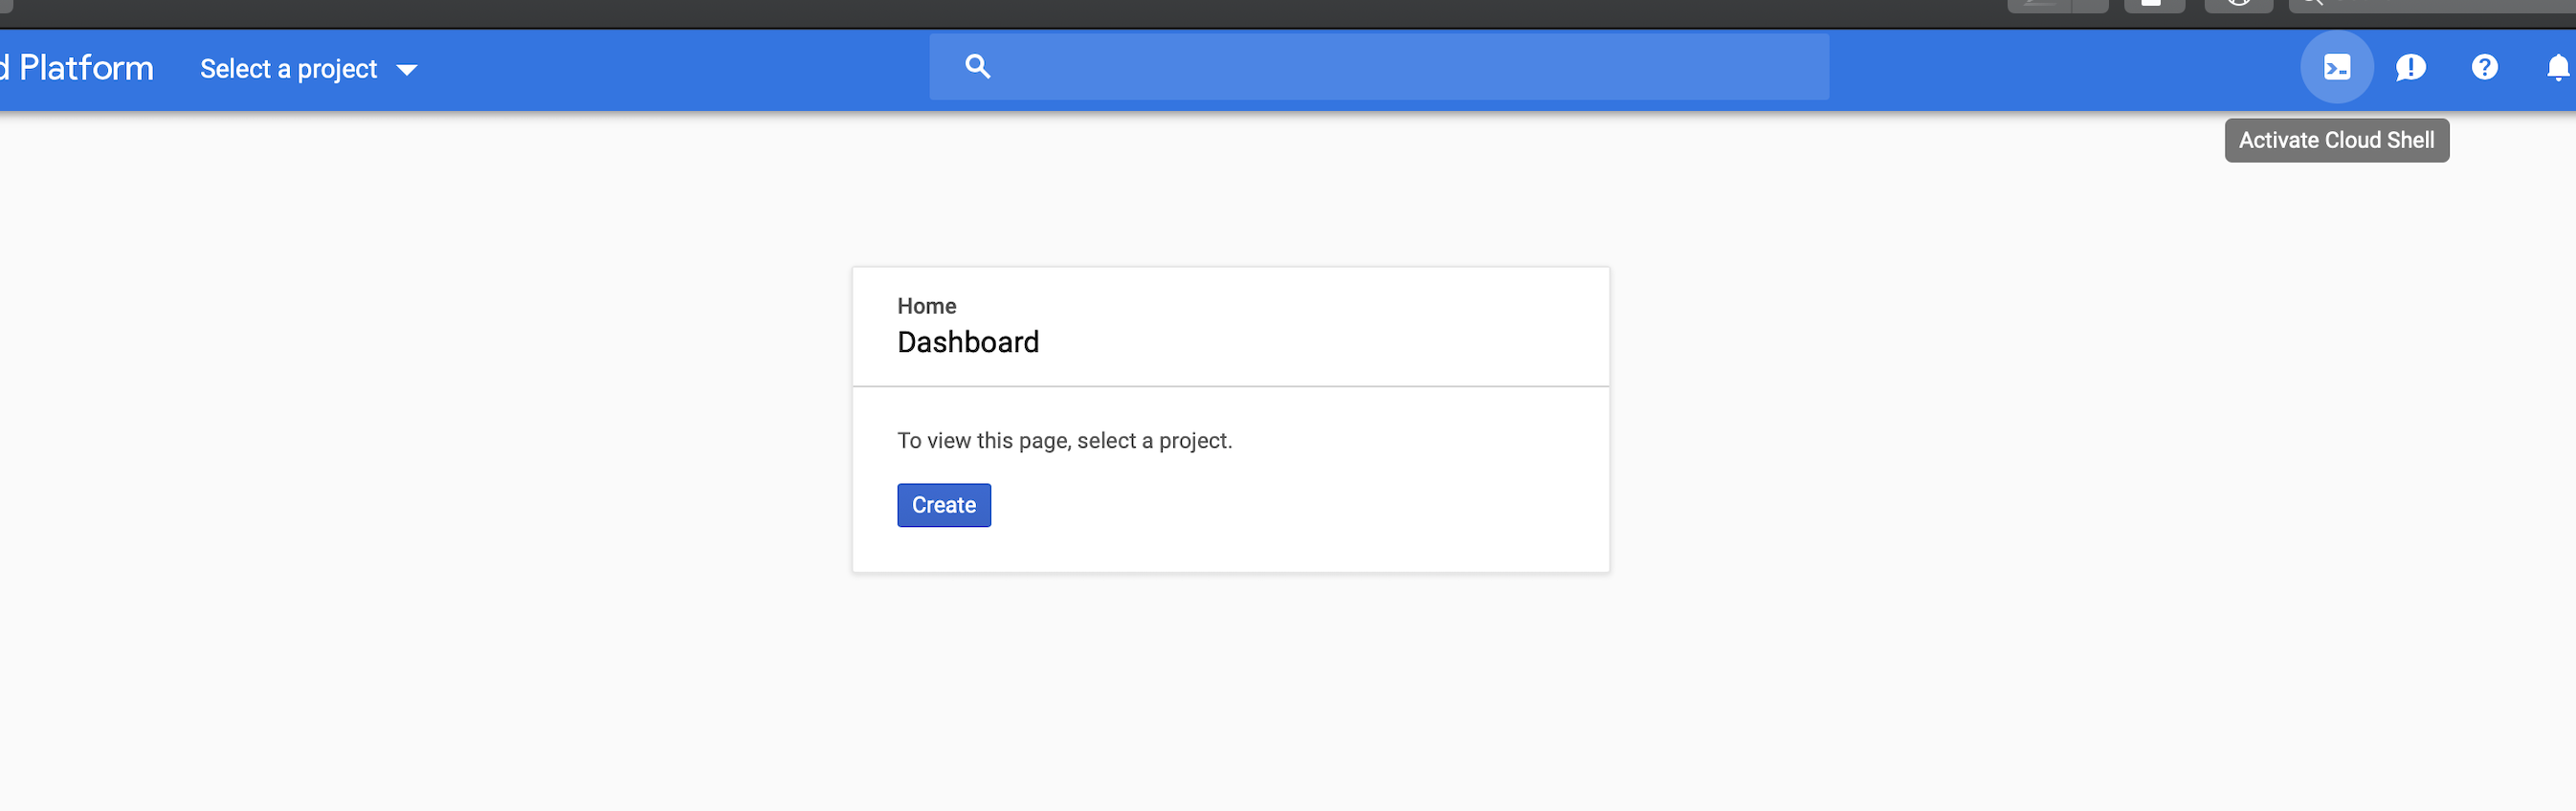 d Platform
Select a project
Activate Cloud Shell
Home
Dashboard
To view this page, select a project.
Create